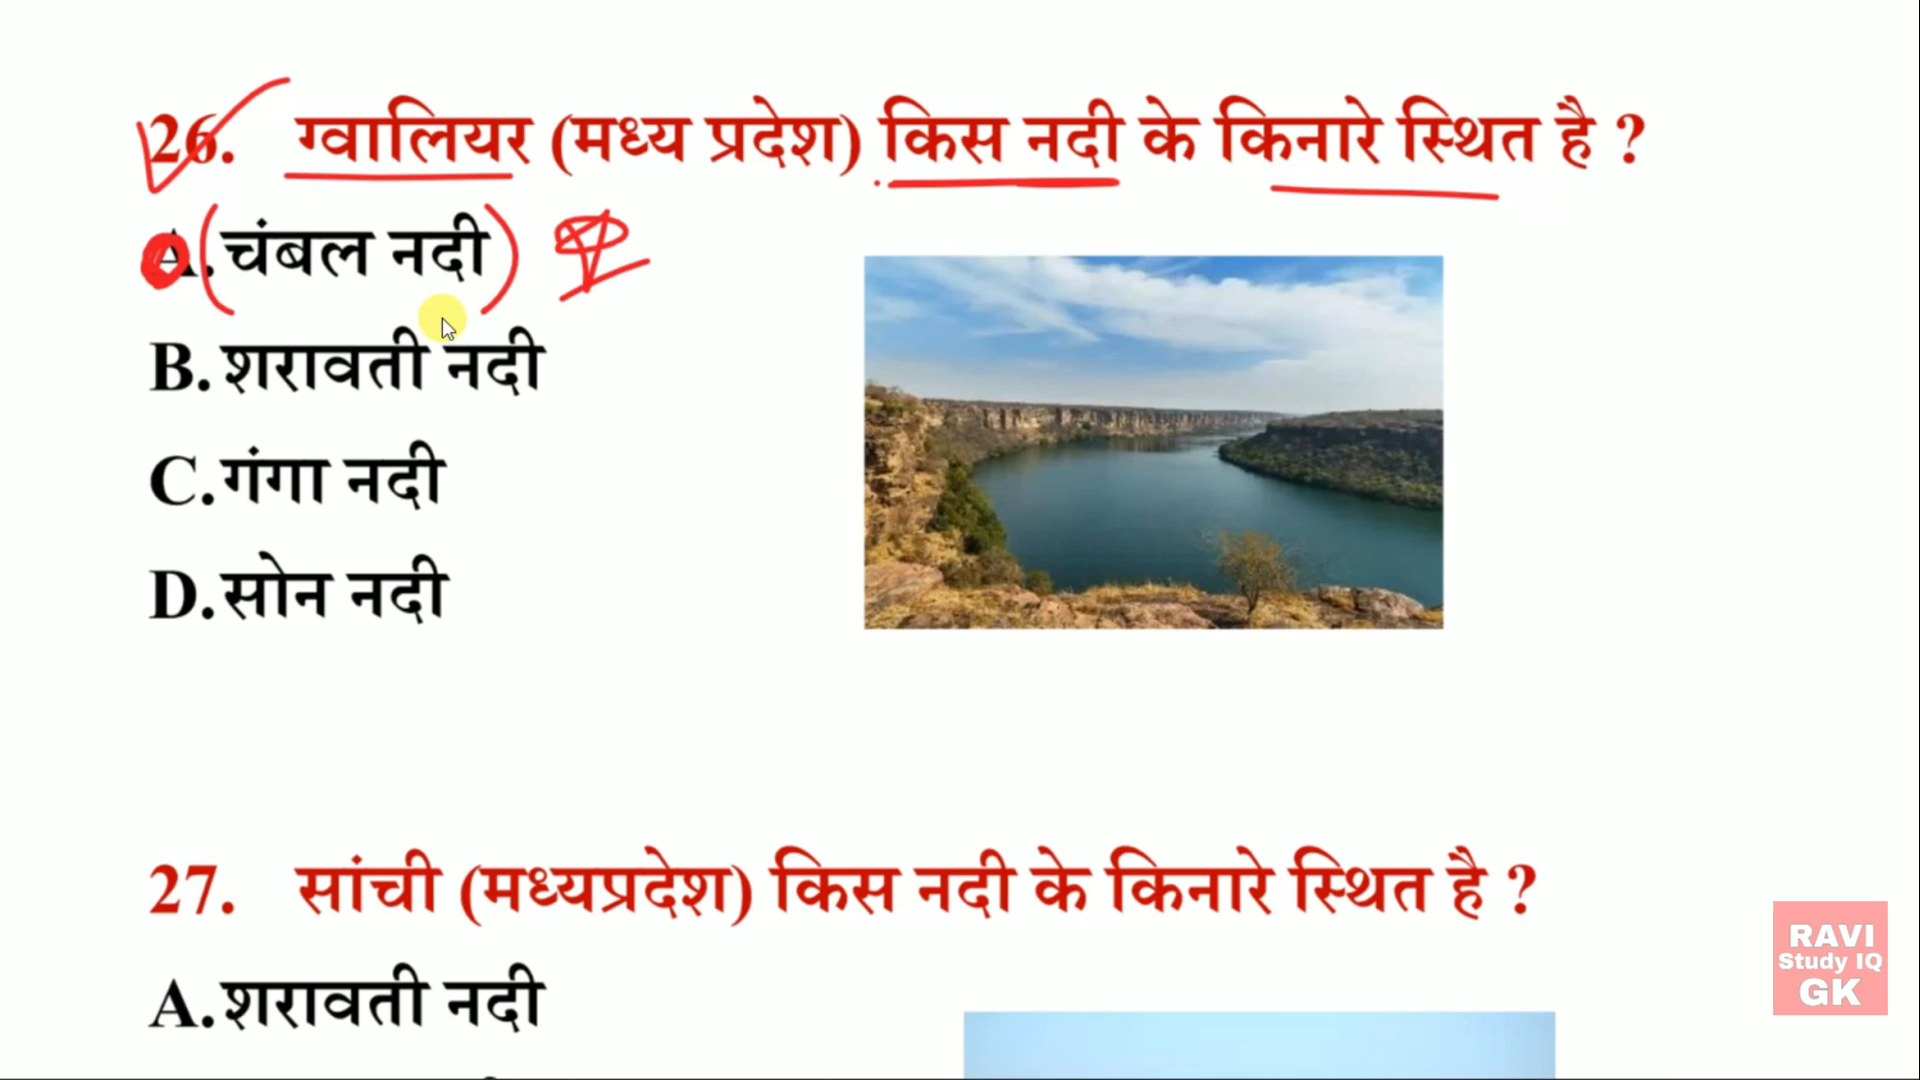 26. ग्वालियर (मध्य प्रदेश) किस नदी के किनारे स्थित है ?
A. चंबल नदी
B. शरावती नदी
C. गंगा नदी
D. सोन नदी
27. सांची (मध्यप्रदेश) किस नदी के किनारे स्थित है ?
A. शरावती नदी
RAVI
Study IQ
GK